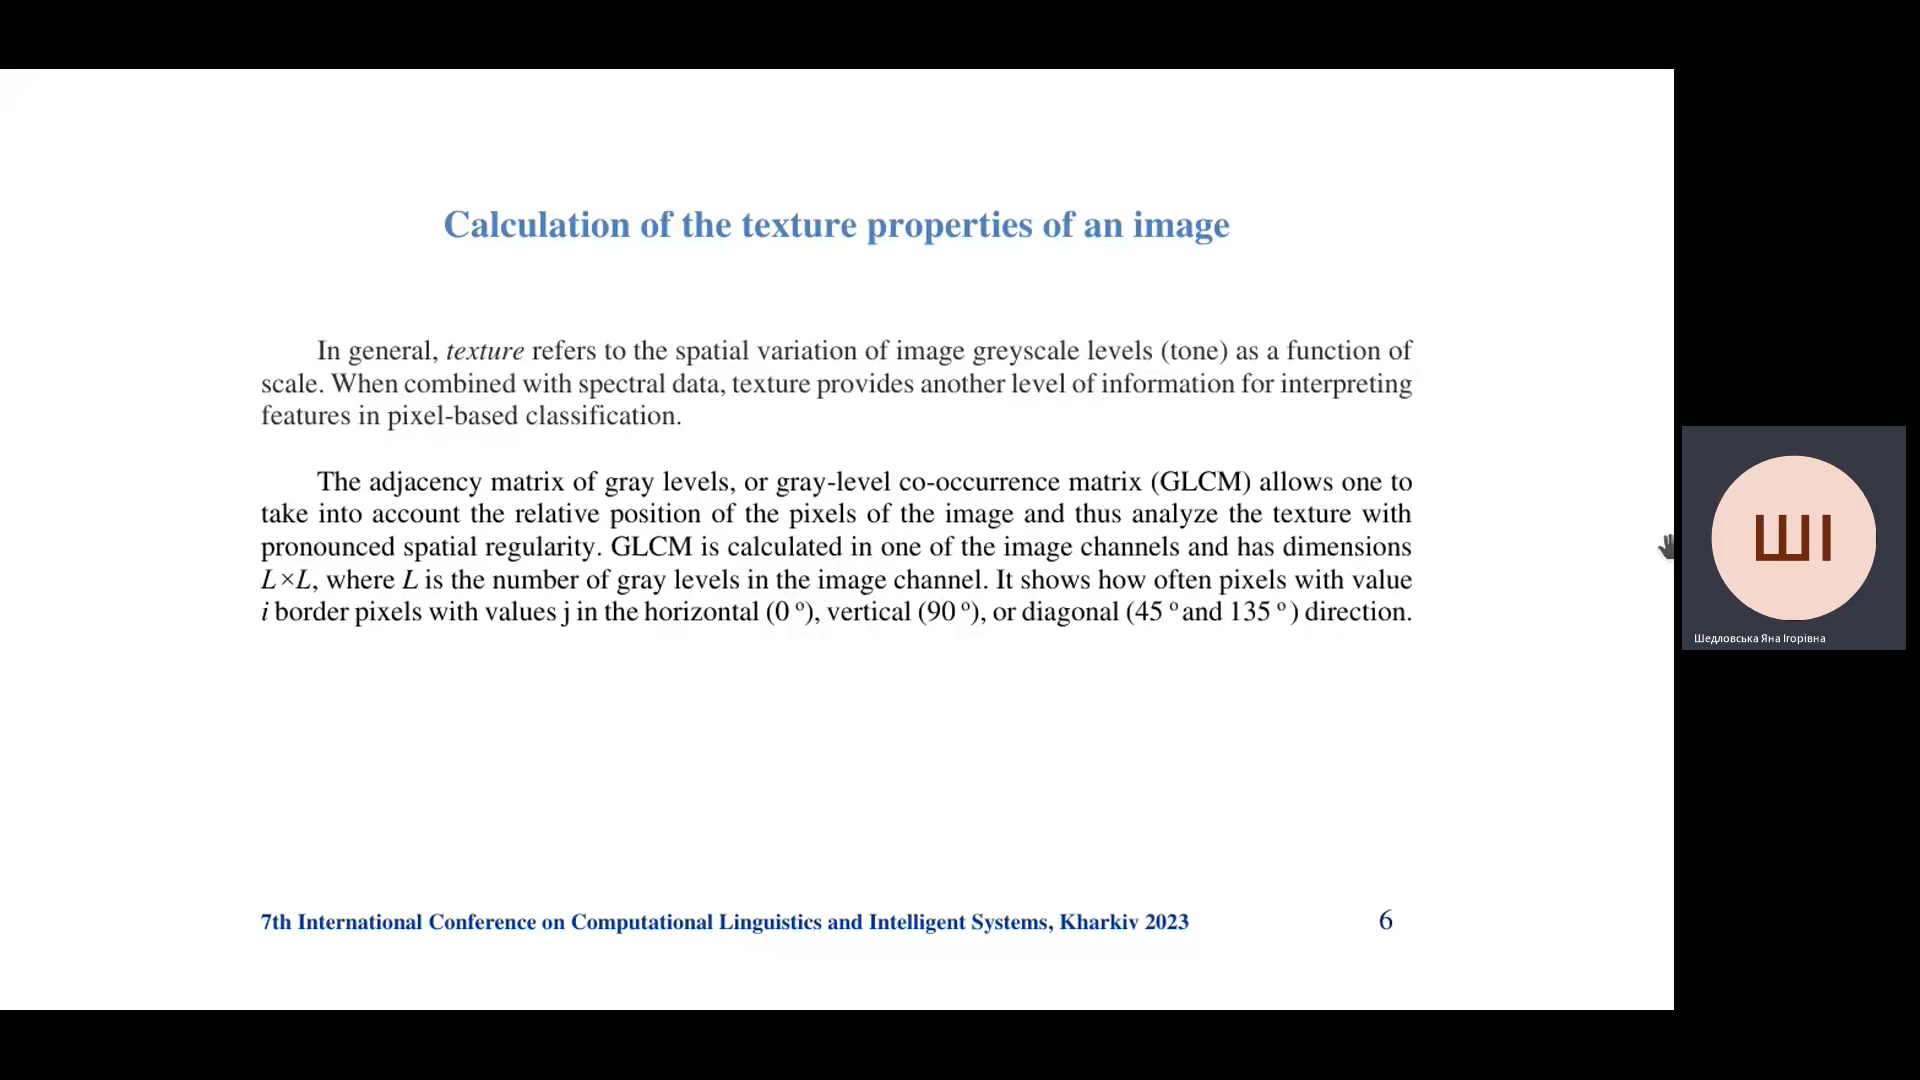 Calculation of the texture properties of an image
In general, texture refers to the spatial variation of image greyscale levels (tone) as a function of
scale. When combined with spectral data, texture provides another level of information for interpreting
features in pixel-based classification.
The adjacency matrix of gray levels, or gray-level co-occurrence matrix (GLCM) allows one to
take into account the relative position of the pixels of the image and thus analyze the texture with
pronounced spatial regularity. GLCM is calculated in one of the image channels and has dimensions
L×L, where L is the number of gray levels in the image channel. It shows how often pixels with value
i border pixels with values j in the horizontal (0 º), vertical (90 º), or diagonal (45 º and 135 º ) direction.
7th International Conference on Computational Linguistics and Intelligent Systems, Kharkiv 2023
6
ШІ
Шедловська Яна Ігорівна